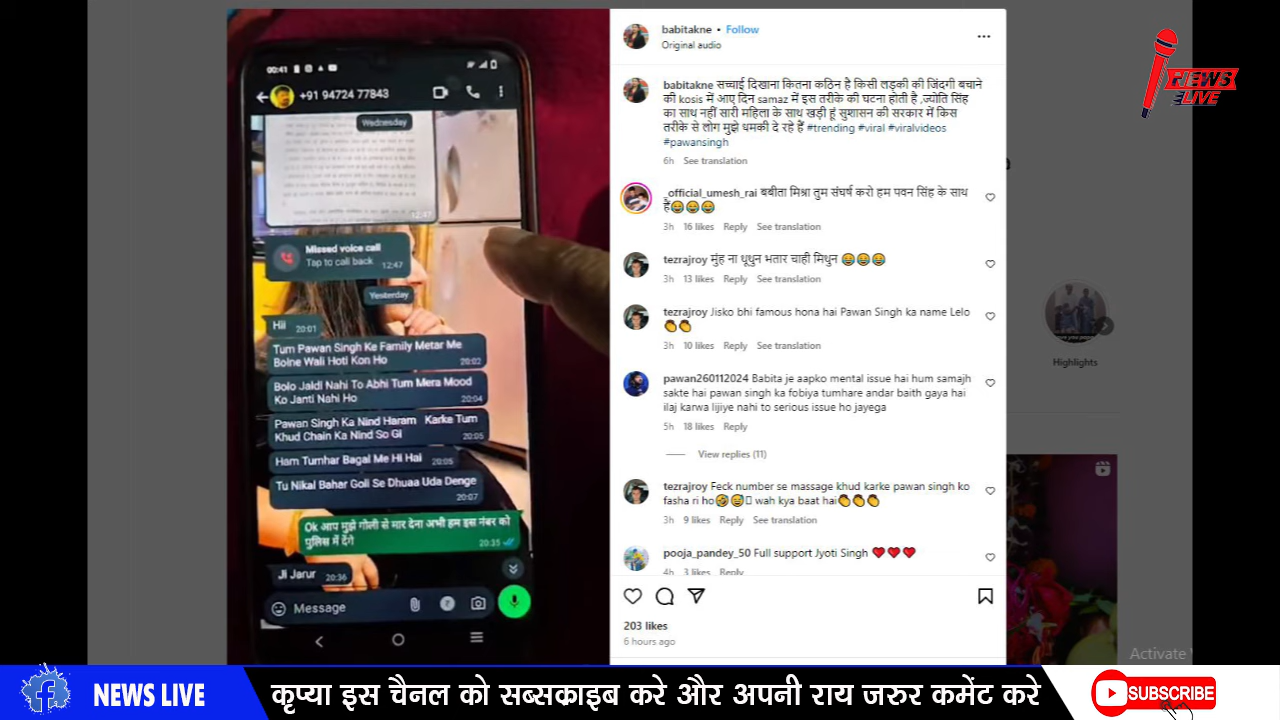 00:41
+91 94724 77843
Wednesday
12:47
Missed voice call
Tap to call back 12:47
Yesterday
Hii 20:01
Tum Pawan Singh Ke Family Metar Me
Bolne Wali Hoti Kon Ho 20:02
Bolo Jaldi Nahi To Abhi Tum Mera Mood
Ko Janti Nahi Ho 20:04
Pawan Singh Ka Nind Haram Karke Tum
Khud Chain Ka Nind So Gi 20:05
Ham Tumhar Bagal Me Hi Hai 20:05
Tu Nikal Bahar Goli Se Dhuaa Uda Denge
20:07
Ok आप मुझे गोली से मार देना अभी हम इस नंबर को
पुलिस में देंगे 20:35
Ji Jarur 20:36
Message
babitakne • Follow
Original audio
babitakne सच्चाई दिखाना कितना कठिन है किसी लड़की की जिंदगी बचाने
की kosis में आए दिन samaz में इस तरीके की घटना होती है ,ज्योति सिंह
का साथ नहीं सारी महिला के साथ खड़ी हूं सुशासन की सरकार में किस
तरीके से लोग मुझे धमकी दे रहे हैं #trending #viral #viralvideos
#pawansingh
6h See translation
_official_umesh_rai बबीता मिश्रा तुम संघर्ष करो हम पवन सिंह के साथ
हैं😂😂😂
3h 16 likes Reply See translation
tezrajroy मुंह ना थूथुन भतार चाही मिथुन 😂😂😂
3h 13 likes Reply See translation
tezrajroy Jisko bhi famous hona hai Pawan Singh ka name Lelo
👏👏
3h 10 likes Reply See translation
pawan260112024 Babita je aapko mental issue hai hum samajh
sakte hai pawan singh ka fobiya tumhare andar baith gaya hai
ilaj karwa lijiye nahi to serious issue ho jayega
5h 18 likes Reply
View replies (11)
tezrajroy Feck number se massage khud karke pawan singh ko
fasha ri ho🤣😅 wah kya baat hai👏👏👏
3h 9 likes Reply See translation
pooja_pandey_50 Full support Jyoti Singh ❤️❤️❤️
4h 3 likes Reply
203 likes
6 hours ago
NEWS
LIVE
Highlights
Activate
NEWS LIVE
कृप्या इस चैनल को सब्सक्राइब करे और अपनी राय जरुर कमेंट करे
SUBSCRIBE